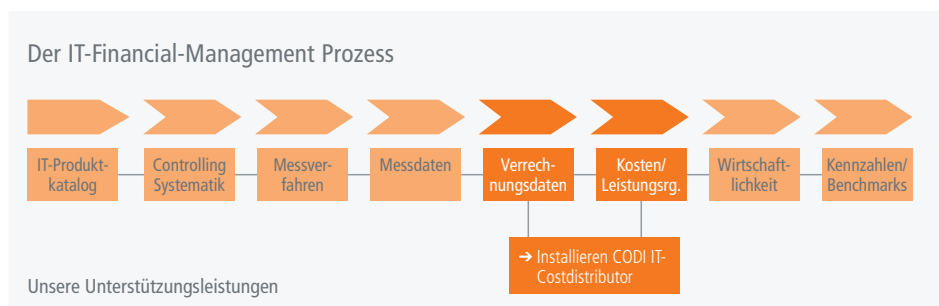 Der IT-Financial-Management Prozess
IT-Produkt-
katalog
Controlling
Systematik
Messver-
fahren
Messdaten
Verrech-
nungsdaten
Kosten/
Leistungsrg.
Wirtschaft-
lichkeit
Kennzahlen/
Benchmarks
➔ Installieren CODI IT-
Costdistributor
Unsere Unterstützungsleistungen